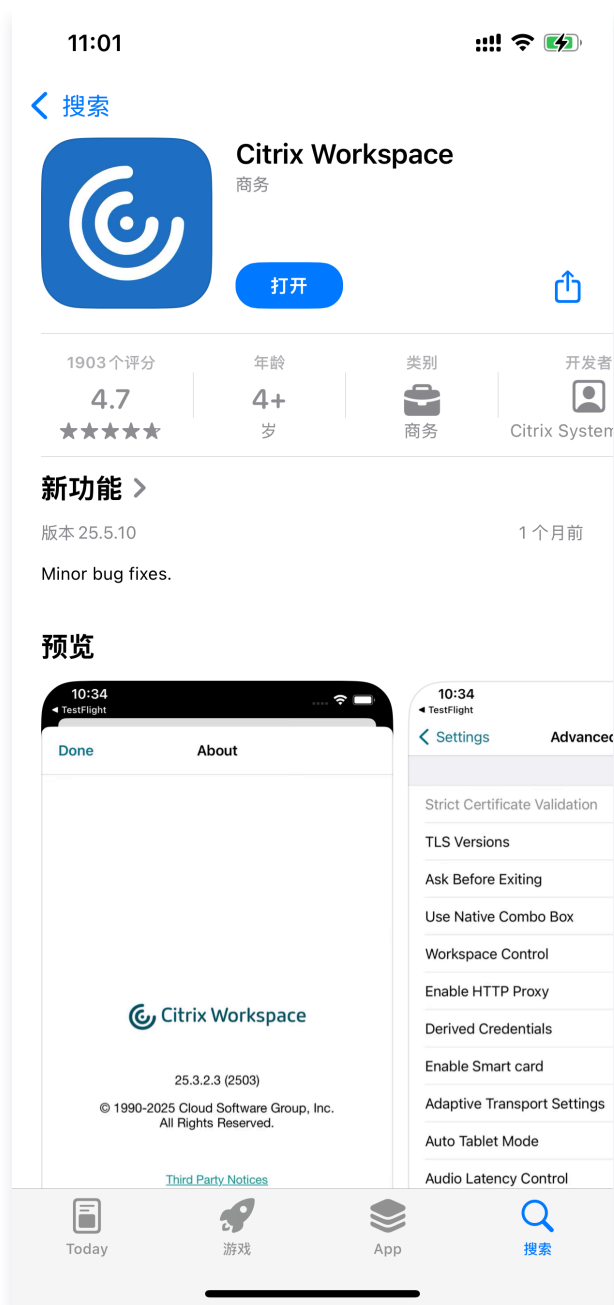 11:01
搜索
Citrix Workspace
商务
打开
1903个评分
4.7
年龄
4+
岁
类别
商务
开发者
Citrix System
新功能
版本 25.5.10
1 个月前
Minor bug fixes.
预览
10:34
TestFlight
Done
About
Citrix Workspace
25.3.2.3 (2503)
© 1990-2025 Cloud Software Group, Inc.
All Rights Reserved.
Third Party Notices
10:34
TestFlight
Settings
Advanced
Strict Certificate Validation
TLS Versions
Ask Before Exiting
Use Native Combo Box
Workspace Control
Enable HTTP Proxy
Derived Credentials
Enable Smart card
Adaptive Transport Settings
Auto Tablet Mode
Audio Latency Control
Today
游戏
App
搜索